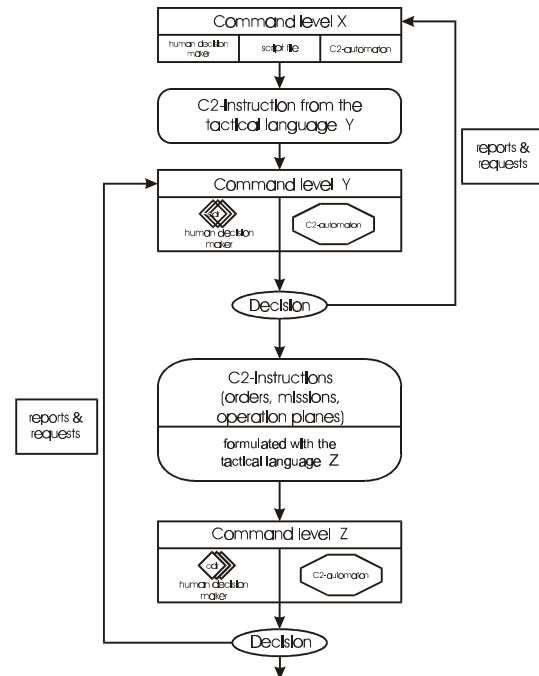 Command level X
human decision
maker
script file
C2-automation
C2-Instruction from the
tactical language Y
reports &
requests
Command level Y
cdr
human decision
maker
C2-automation
Decision
C2-Instructions
(orders, missions,
operation planes)
formulated with the
tactical language Z
reports &
requests
Command level Z
cdr
human decision
maker
C2-automation
Decision